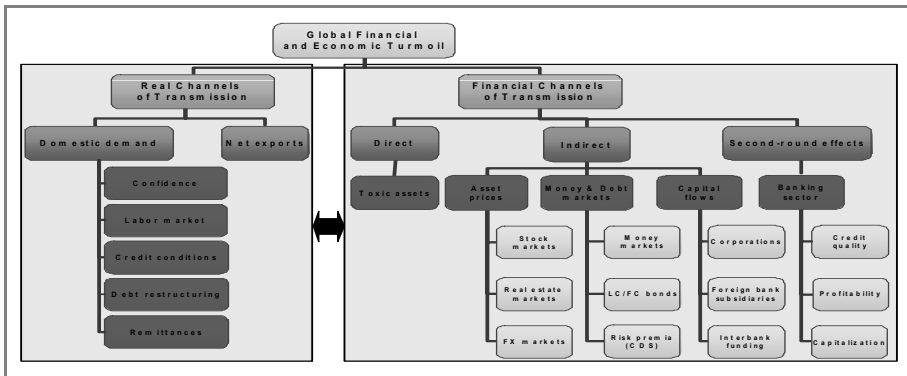 Global Financial
and Economic Turmoil
Real Channels
of Transmission
Financial Channels
of Transmission
Domestic demand
Net exports
Direct
Indirect
Second-round effects
Confidence
Labor market
Credit conditions
Debt restructuring
Remittances
Toxic assets
Asset
prices
Money & Debt
markets
Capital
flows
Banking
sector
Stock
markets
Real estate
markets
FX markets
Money
markets
LC/FC bonds
Risk premia
(CDS)
Corporations
Foreign bank
subsidiaries
Interbank
funding
Credit
quality
Profitability
Capitalization